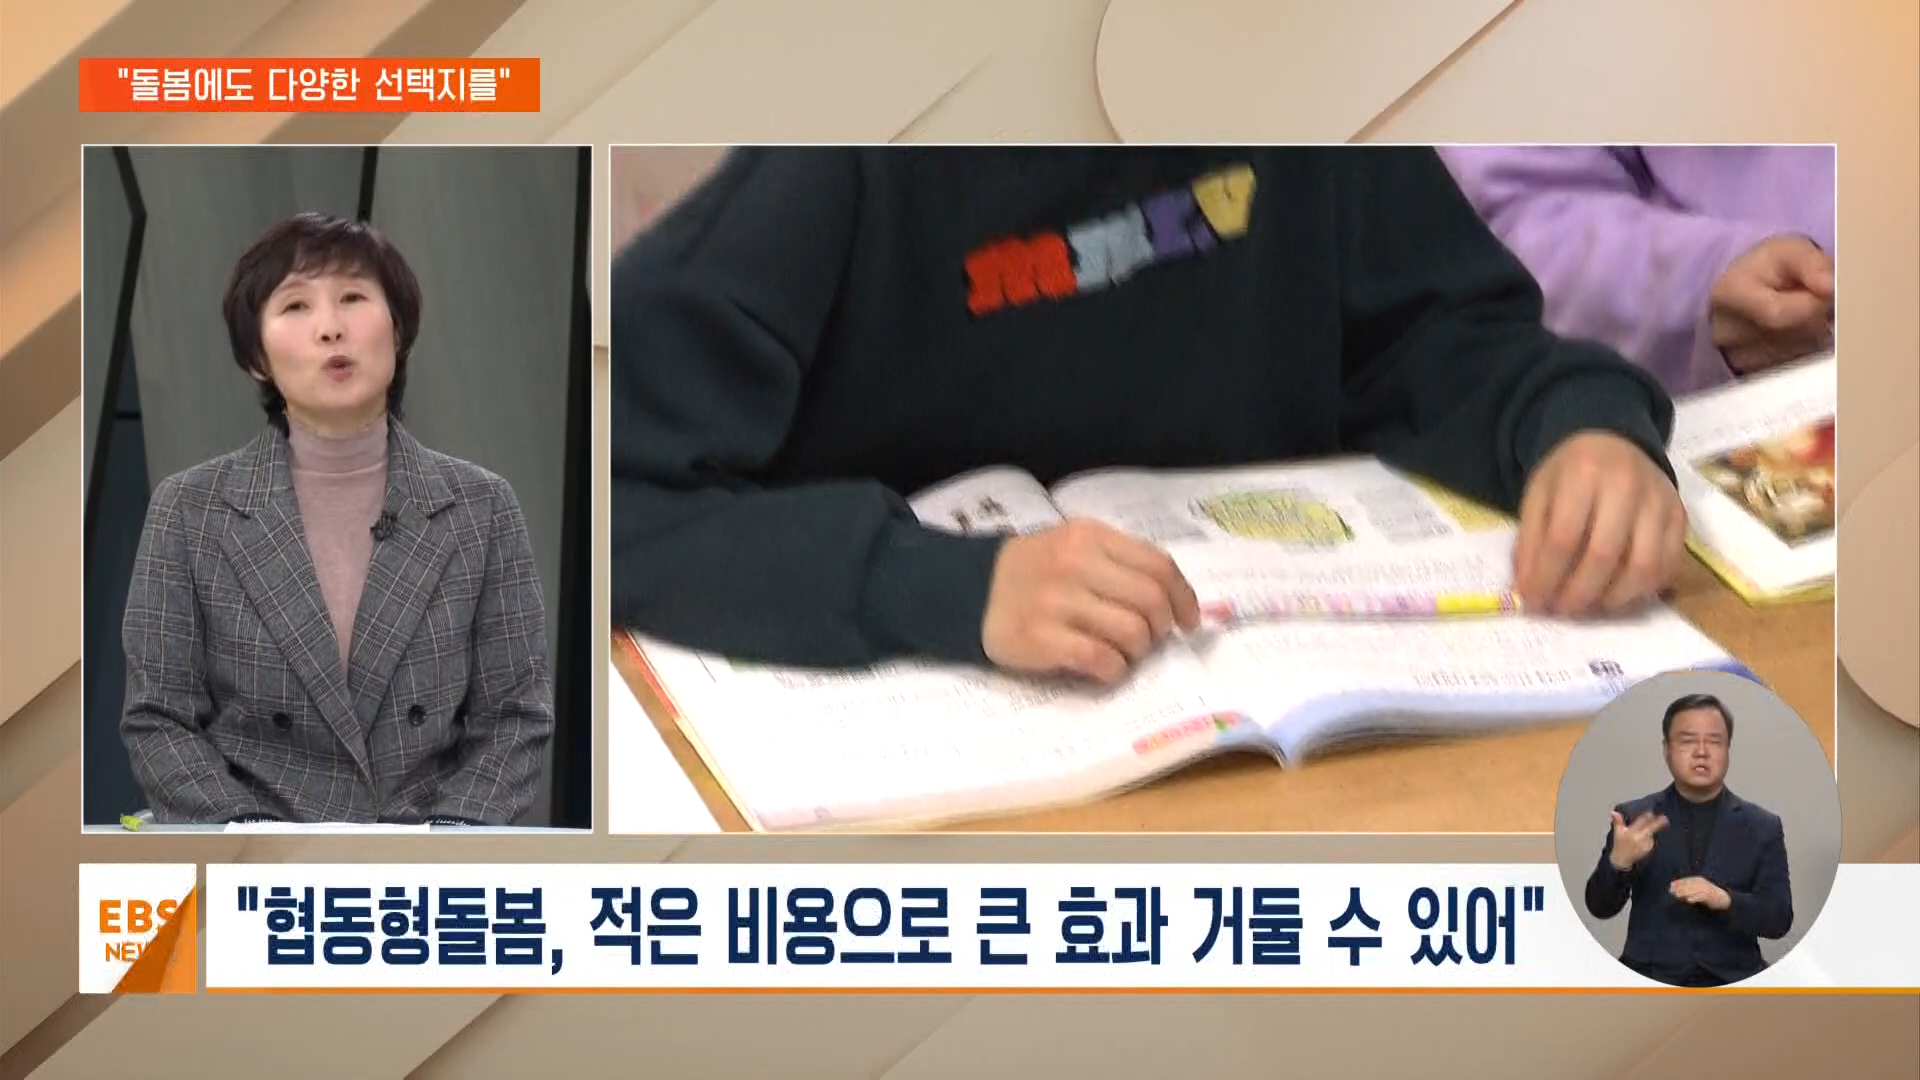 "돌봄에도 다양한 선택지를"
EBS
NEWS
"협동형돌봄, 적은 비용으로 큰 효과 거둘 수 있어"